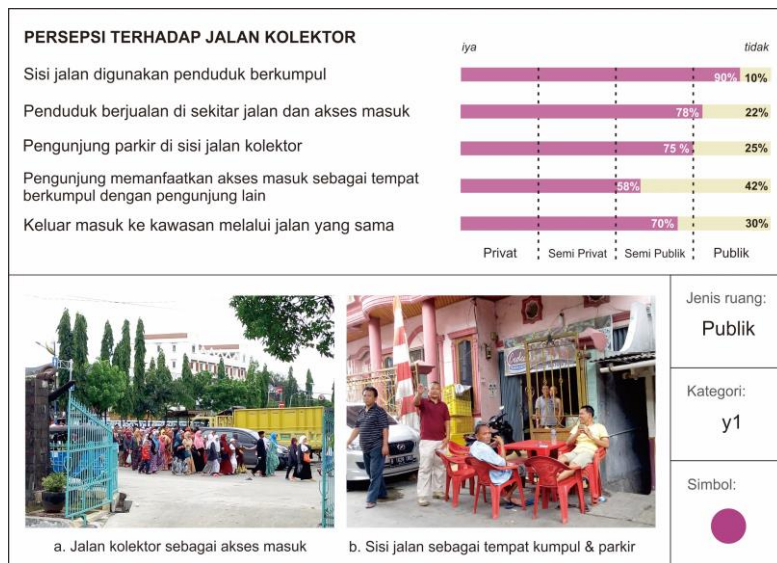 PERSEPSI TERHADAP JALAN KOLEKTOR
iya
tidak
Sisi jalan digunakan penduduk berkumpul
90%
10%
Penduduk berjualan di sekitar jalan dan akses masuk
78%
22%
Pengunjung parkir di sisi jalan kolektor
75 %
25%
Pengunjung memanfaatkan akses masuk sebagai tempat
berkumpul dengan pengunjung lain
58%
42%
Keluar masuk ke kawasan melalui jalan yang sama
70%
30%
Privat
Semi Privat
Semi Publik
Publik
a. Jalan kolektor sebagai akses masuk
b. Sisi jalan sebagai tempat kumpul & parkir
Jenis ruang:
Publik
Kategori:
y1
Simbol: